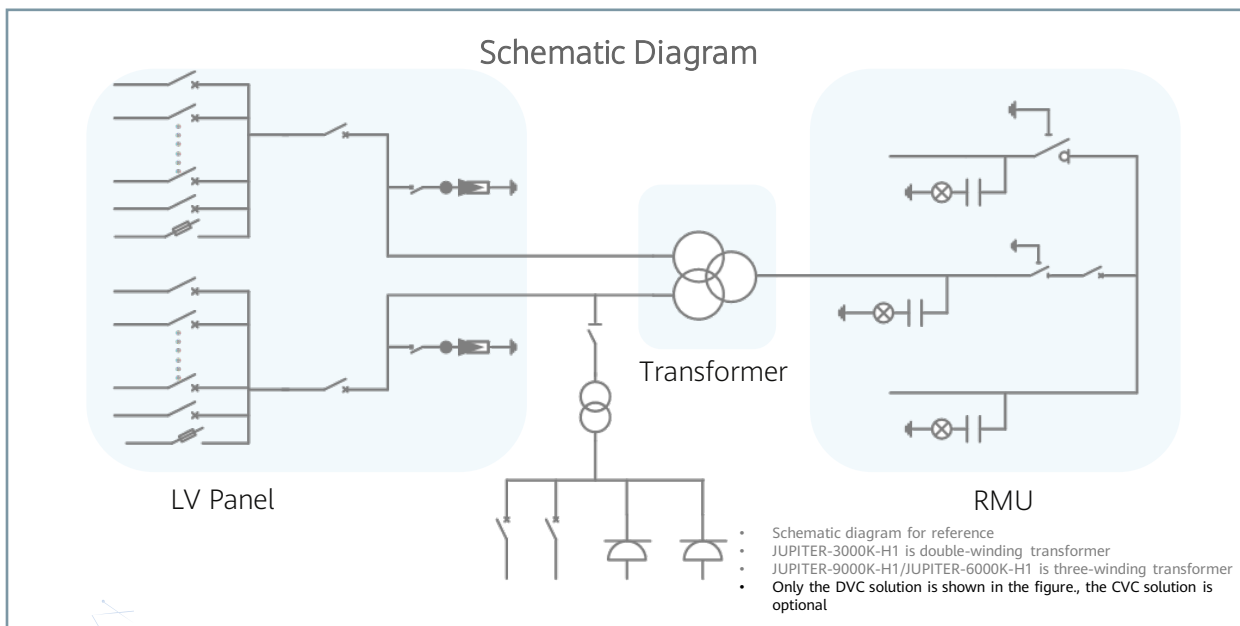 Schematic Diagram
Transformer
LV Panel
RMU
• Schematic diagram for reference
• JUPITER-3000K-H1 is double-winding transformer
• JUPITER-9000K-H1/JUPITER-6000K-H1 is three-winding transformer
• Only the DVC solution is shown in the figure., the CVC solution is
optional